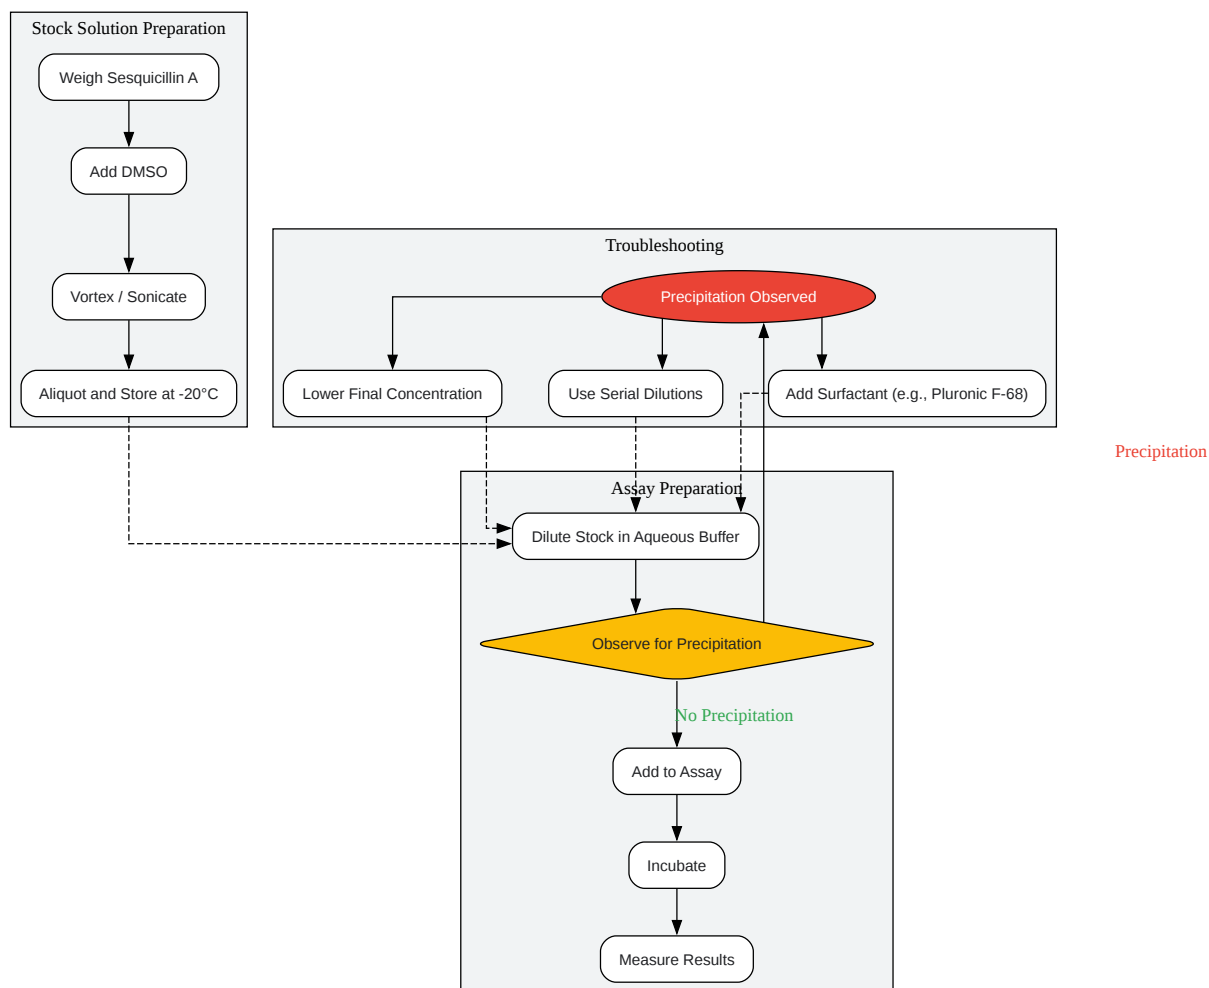 Stock Solution Preparation
Weigh Sesquicillin A
Add DMSO
Vortex / Sonicate
Aliquot and Store at -20°C
Troubleshooting
Precipitation Observed
Lower Final Concentration
Use Serial Dilutions
Add Surfactant (e.g., Pluronic F-68)
Precipitation
Assay Preparation
Dilute Stock in Aqueous Buffer
Observe for Precipitation
No Precipitation
Add to Assay
Incubate
Measure Results